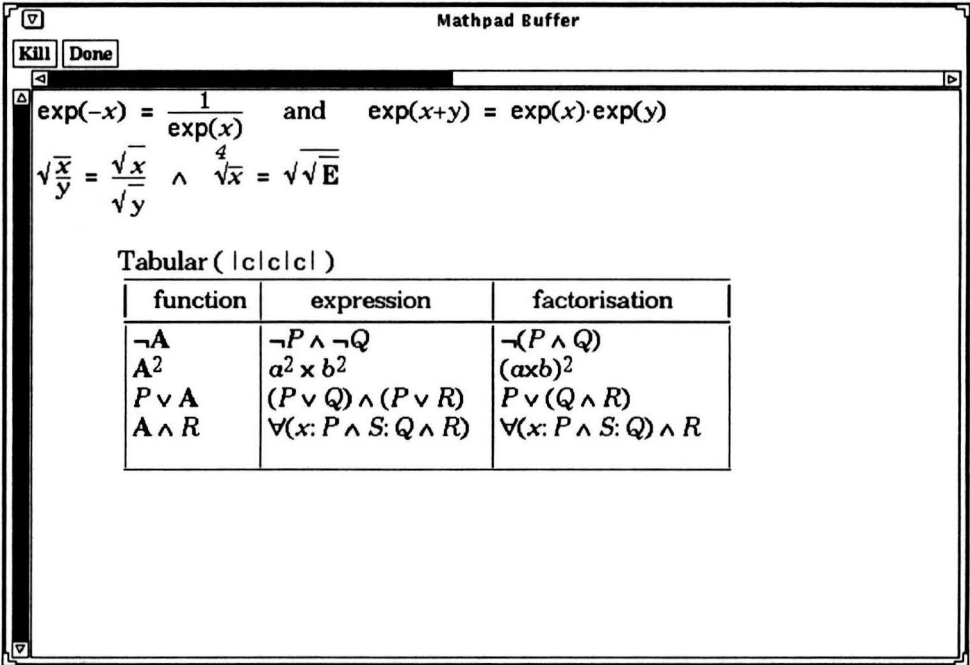 Mathpad Buffer
Kill Done
exp(−x) = 1/exp(x) and exp(x+y) = exp(x)·exp(y)
√(x/y) = √x/√y ∧ ⁴√x = √√E
Tabular ( |c|c|c| )
function expression factorisation
¬A ¬P ∧ ¬Q ¬(P ∧ Q)
A² a² x b² (axb)²
P ∨ A (P ∨ Q) ∧ (P ∨ R) P ∨ (Q ∧ R)
A ∧ R ∀(x: P ∧ S: Q ∧ R) ∀(x: P ∧ S: Q) ∧ R